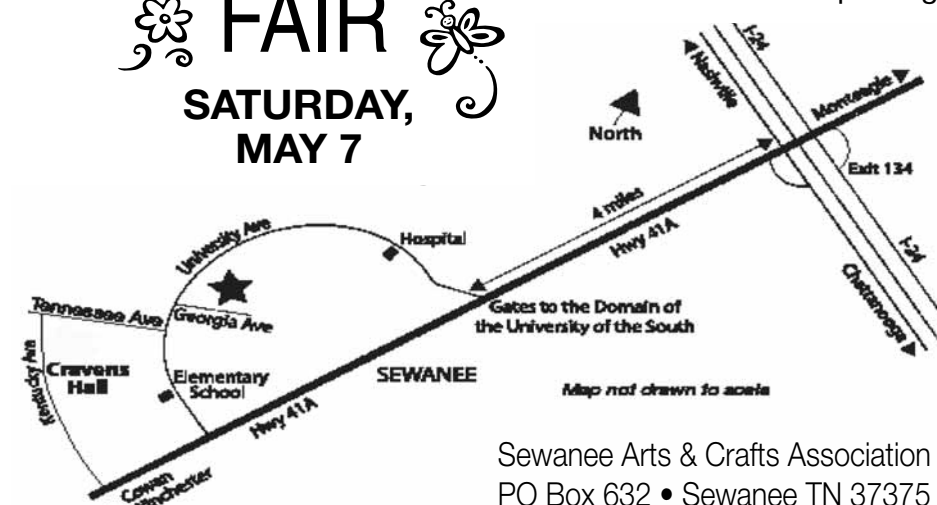 FAIR
SATURDAY,
MAY 7
I-24
Nashville
Monteagle
North
Exit 134
4 miles
Hwy 41A
I-24
Chattanooga
University Ave
Hospital
Tennessee Ave
Georgia Ave
Gates to the Domain of
the University of the South
Kentucky Ave
Cravens
Hall
Elementary
School
SEWANEE
Map not drawn to scale
Hwy 41A
Cowan
Sewanee Arts & Crafts Association
PO Box 632 • Sewanee TN 37375